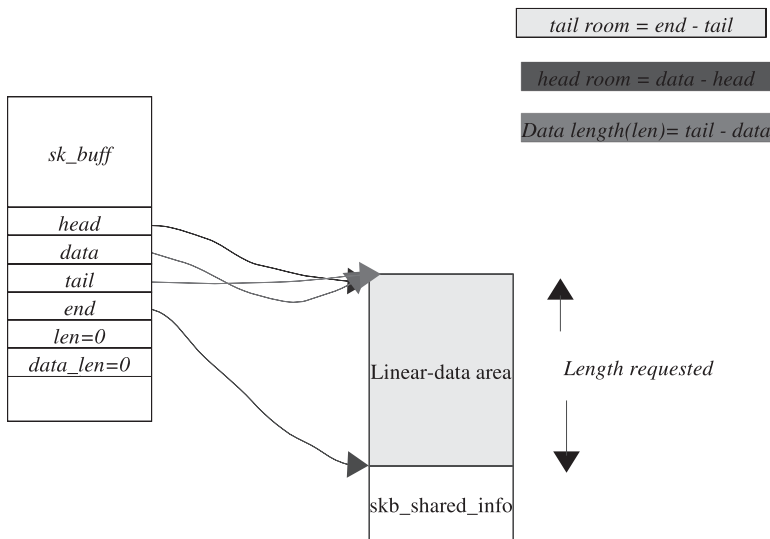 tail room = end - tail
head room = data - head
Data length(len)= tail - data
sk_buff
head
data
tail
end
len=0
data_len=0
Linear-data area
Length requested
skb_shared_info